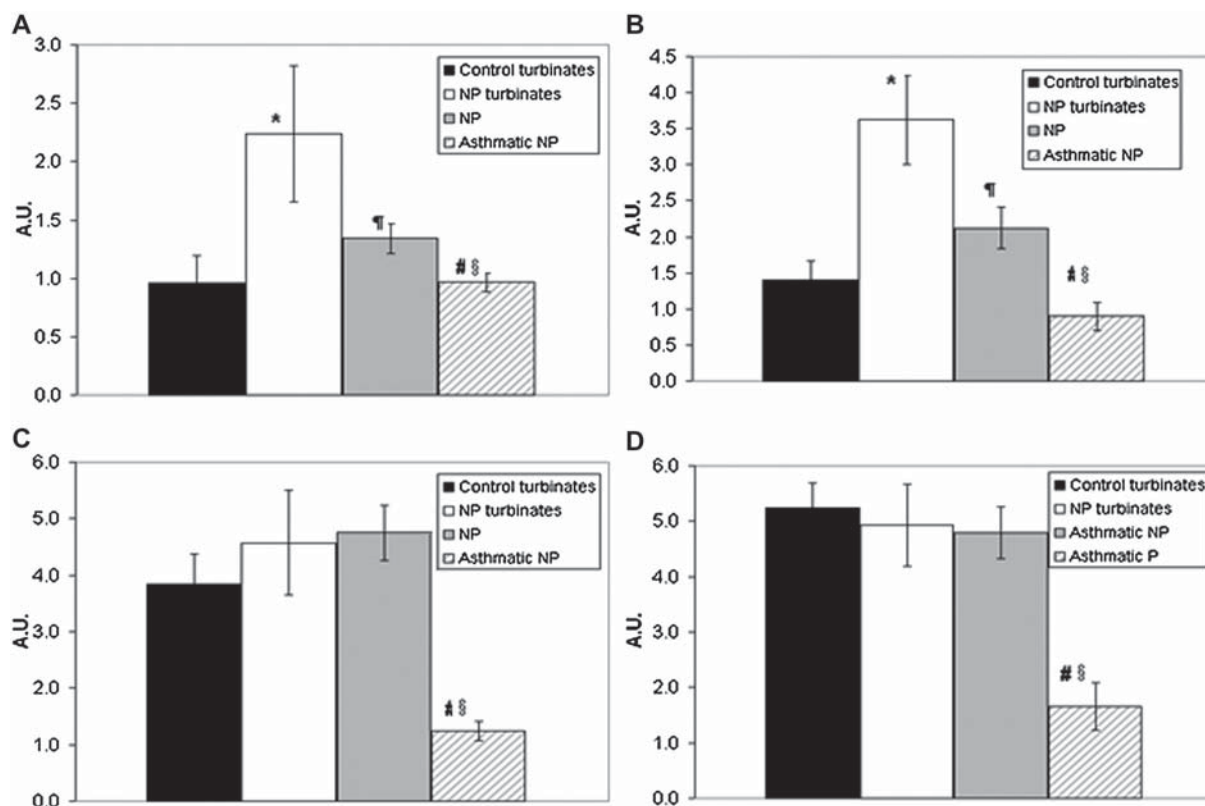 A
3.0
2.5
2.0
1.5
1.0
0.5
0.0
A.U.
*
¶
#§
Control turbinates
NP turbinates
NP
Asthmatic NP
B
4.5
4.0
3.5
3.0
2.5
2.0
1.5
1.0
0.5
0.0
A.U.
*
¶
#§
Control turbinates
NP turbinates
NP
Asthmatic NP
C
6.0
5.0
4.0
3.0
2.0
1.0
0.0
A.U.
#§
Control turbinates
NP turbinates
NP
Asthmatic NP
D
6.0
5.0
4.0
3.0
2.0
1.0
0.0
A.U.
#§
Control turbinates
NP turbinates
Asthmatic NP
Asthmatic P